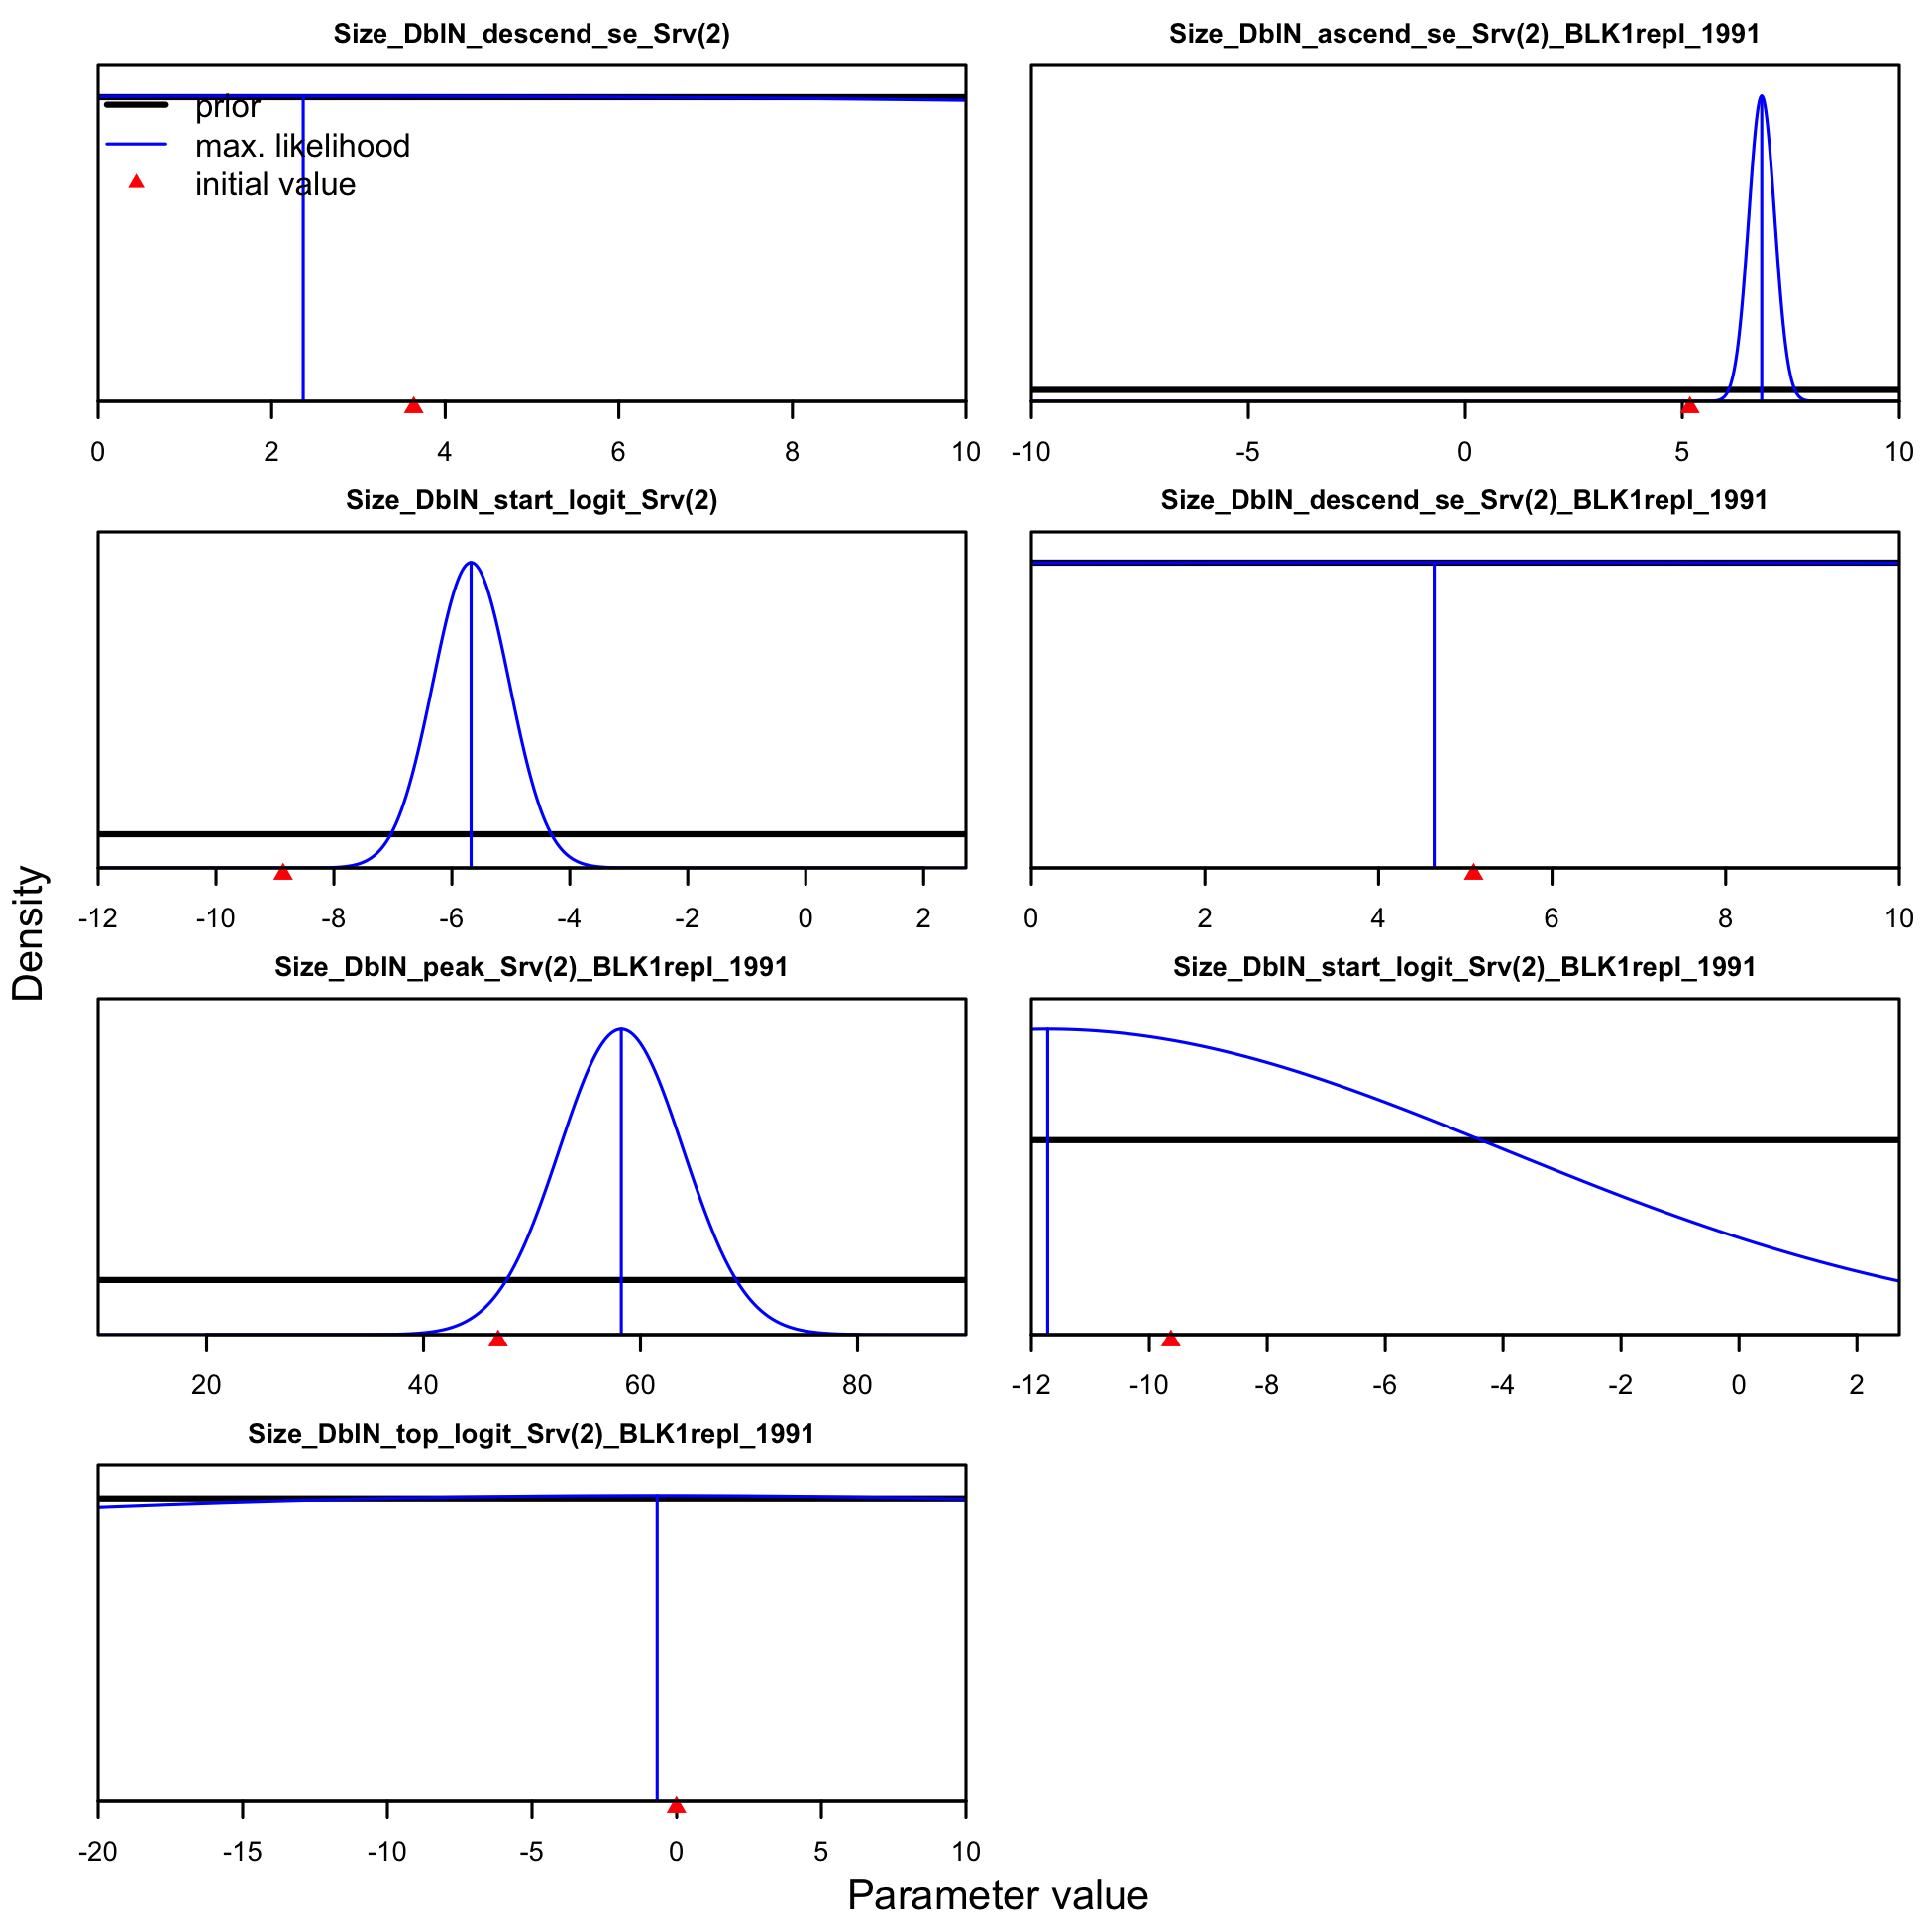 Size_DblN_descend_se_Srv(2)
prior
max. likelihood
initial value
0 2 4 6 8 10
Size_DblN_ascend_se_Srv(2)_BLK1repl_1991
-10 -5 0 5 10
Size_DblN_start_logit_Srv(2)
-12 -10 -8 -6 -4 -2 0 2
Size_DblN_descend_se_Srv(2)_BLK1repl_1991
0 2 4 6 8 10
Size_DblN_peak_Srv(2)_BLK1repl_1991
20 40 60 80
Size_DblN_start_logit_Srv(2)_BLK1repl_1991
-12 -10 -8 -6 -4 -2 0 2
Size_DblN_top_logit_Srv(2)_BLK1repl_1991
-20 -15 -10 -5 0 5 10
Density
Parameter value